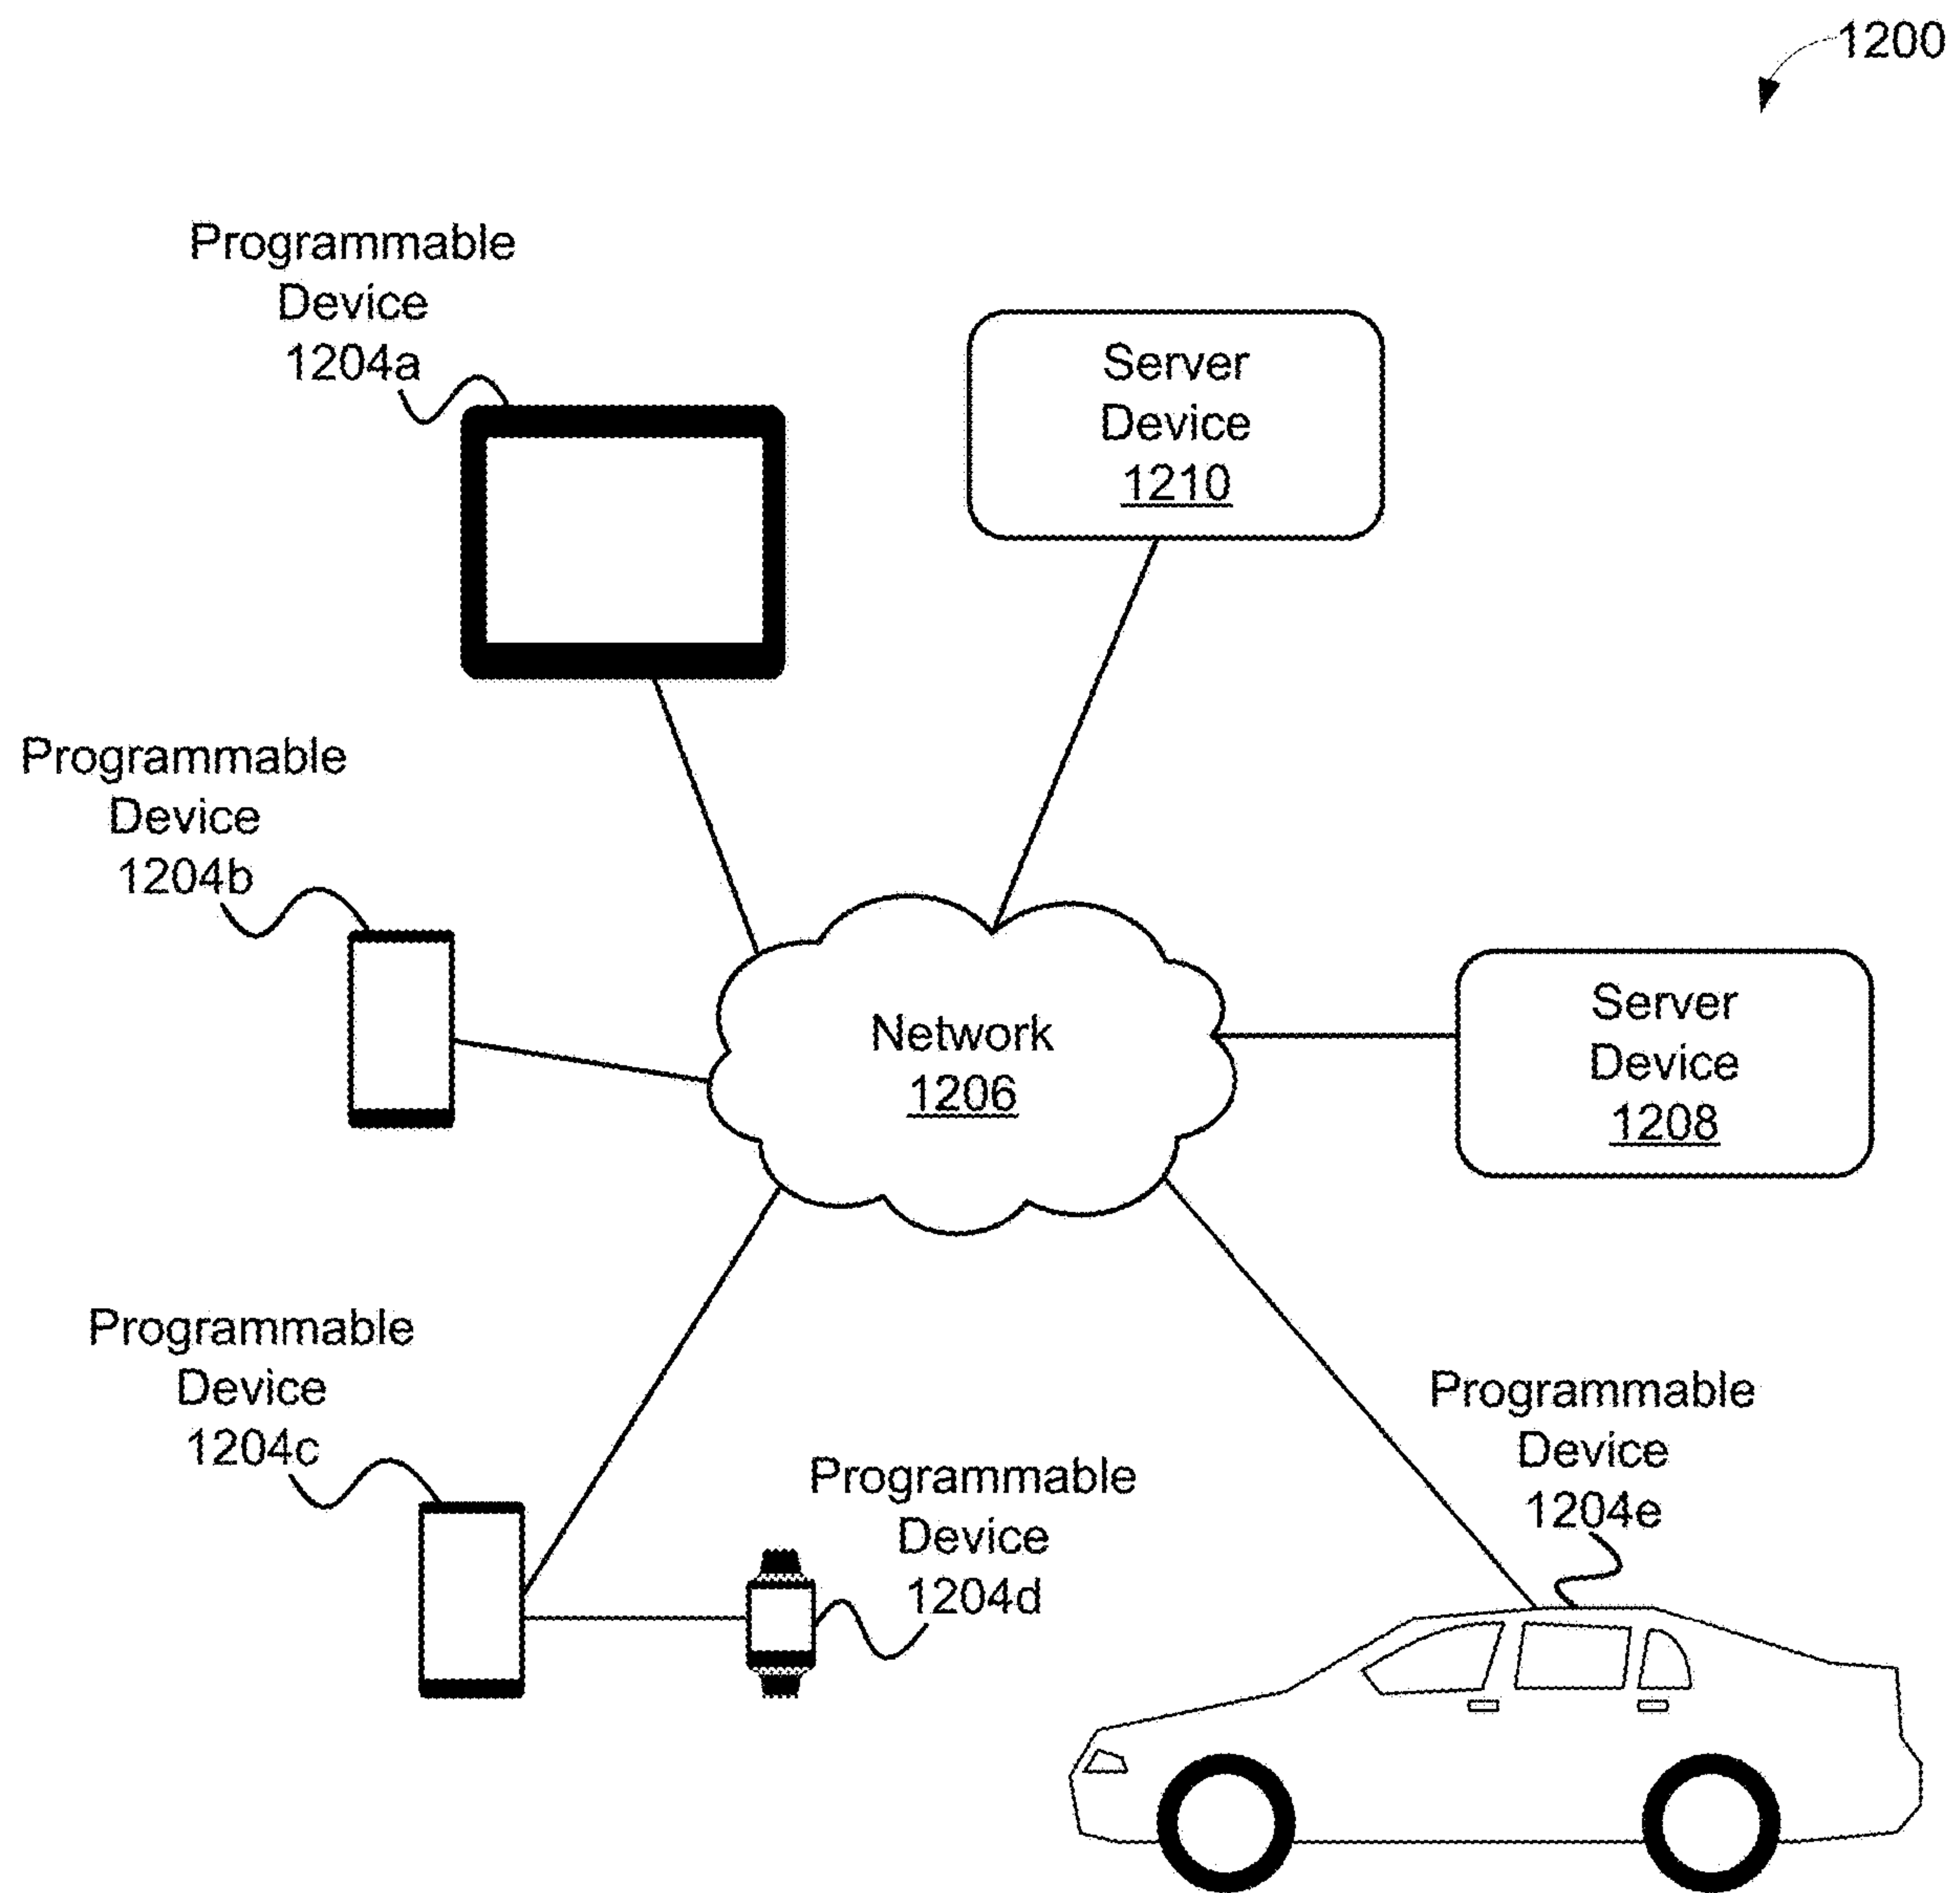 1200
Programmable
Device
1204a
Server
Device
1210
Programmable
Device
1204b
Network
1206
Server
Device
1208
Programmable
Device
1204c
Programmable
Device
1204d
Programmable
Device
1204e